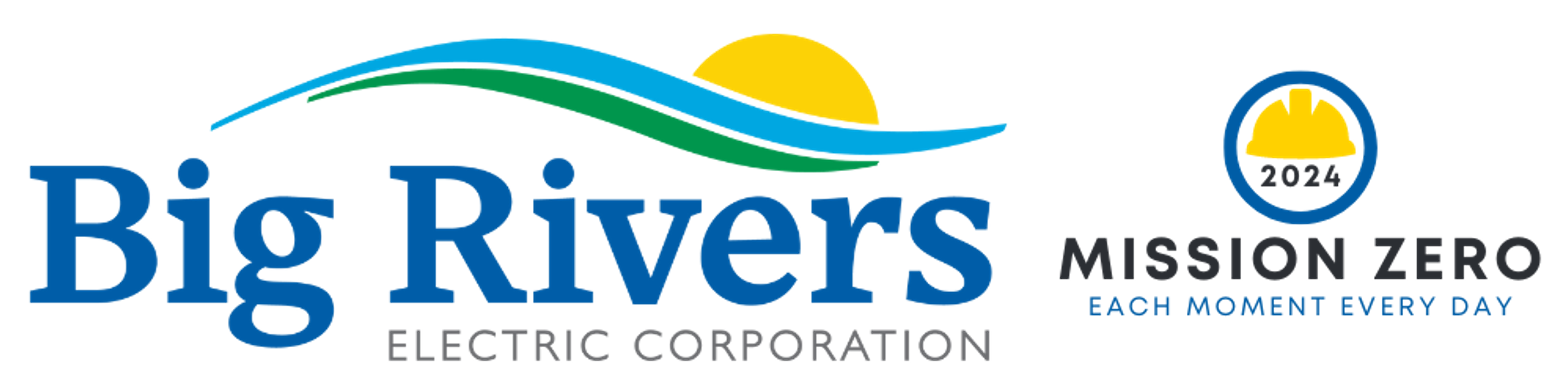 Big Rivers
ELECTRIC CORPORATION
2024
MISSION ZERO
EACH MOMENT EVERY DAY